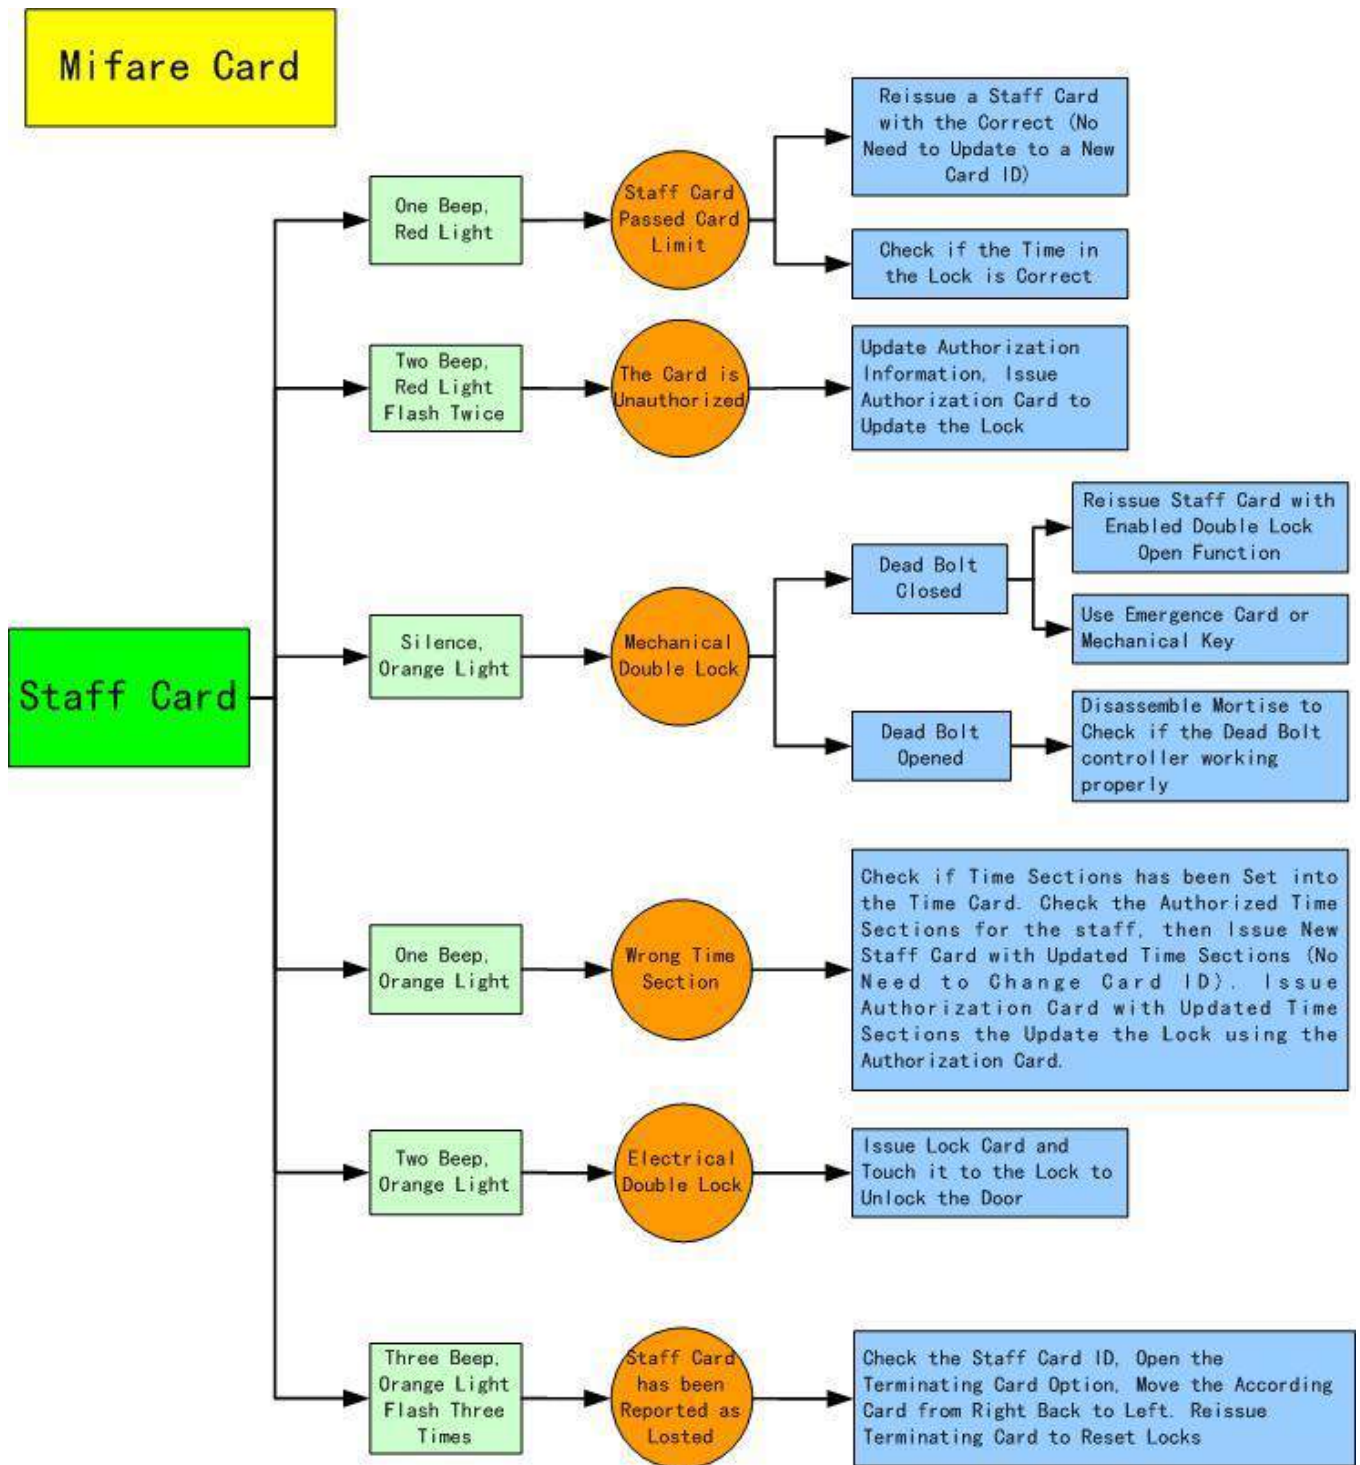 Mifare Card
Reissue a Staff Card
with the Correct (No
Need to Update to a New
Card ID)
One Beep,
Red Light
Staff Card
Passed Card
Limit
Check if the Time in
the Lock is Correct
Two Beep,
Red Light
Flash Twice
The Card is
Unauthorized
Update Authorization
Information, Issue
Authorization Card to
Update the Lock
Staff Card
Silence,
Orange Light
Mechanical
Double Lock
Dead Bolt
Closed
Reissue Staff Card with
Enabled Double Lock
Open Function
Use Emergence Card or
Mechanical Key
Dead Bolt
Opened
Disassemble Mortise to
Check if the Dead Bolt
controller working
properly
One Beep,
Orange Light
Wrong Time
Section
Check if Time Sections has been Set into
the Time Card. Check the Authorized Time
Sections for the staff, then Issue New
Staff Card with Updated Time Sections (No
Need to Change Card ID). Issue
Authorization Card with Updated Time
Sections the Update the Lock using the
Authorization Card.
Two Beep,
Orange Light
Electrical
Double Lock
Issue Lock Card and
Touch it to the Lock to
Unlock the Door
Three Beep,
Orange Light
Flash Three
Times
Staff Card
has been
Reported as
Losted
Check the Staff Card ID, Open the
Terminating Card Option, Move the According
Card from Right Back to Left. Reissue
Terminating Card to Reset Locks